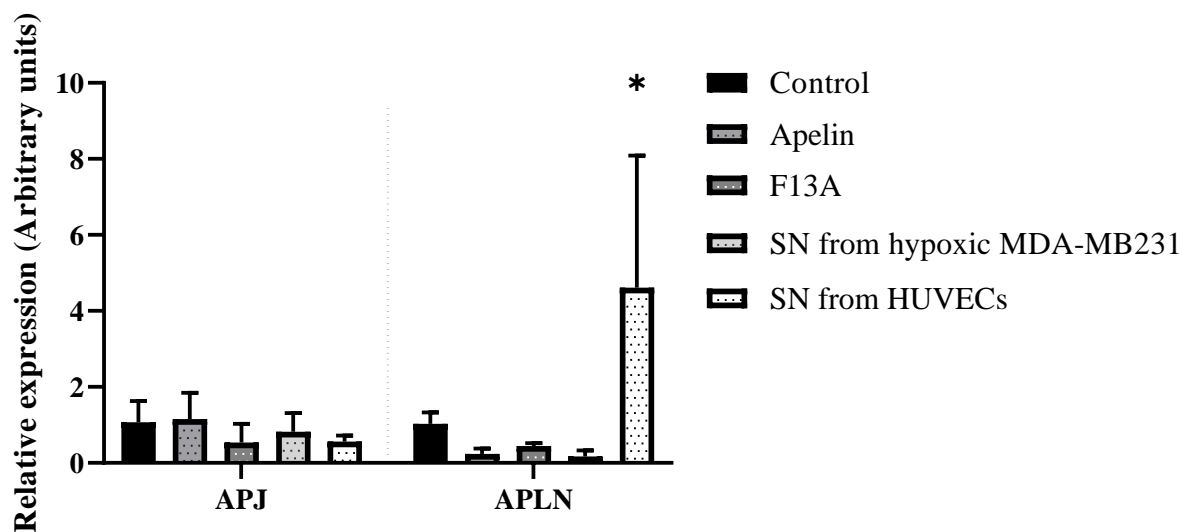 Relative expression (Arbitrary units)
10
8
6
4
2
0
*
APJ
APLN
Control
Apelin
F13A
SN from hypoxic MDA-MB231
SN from HUVECs